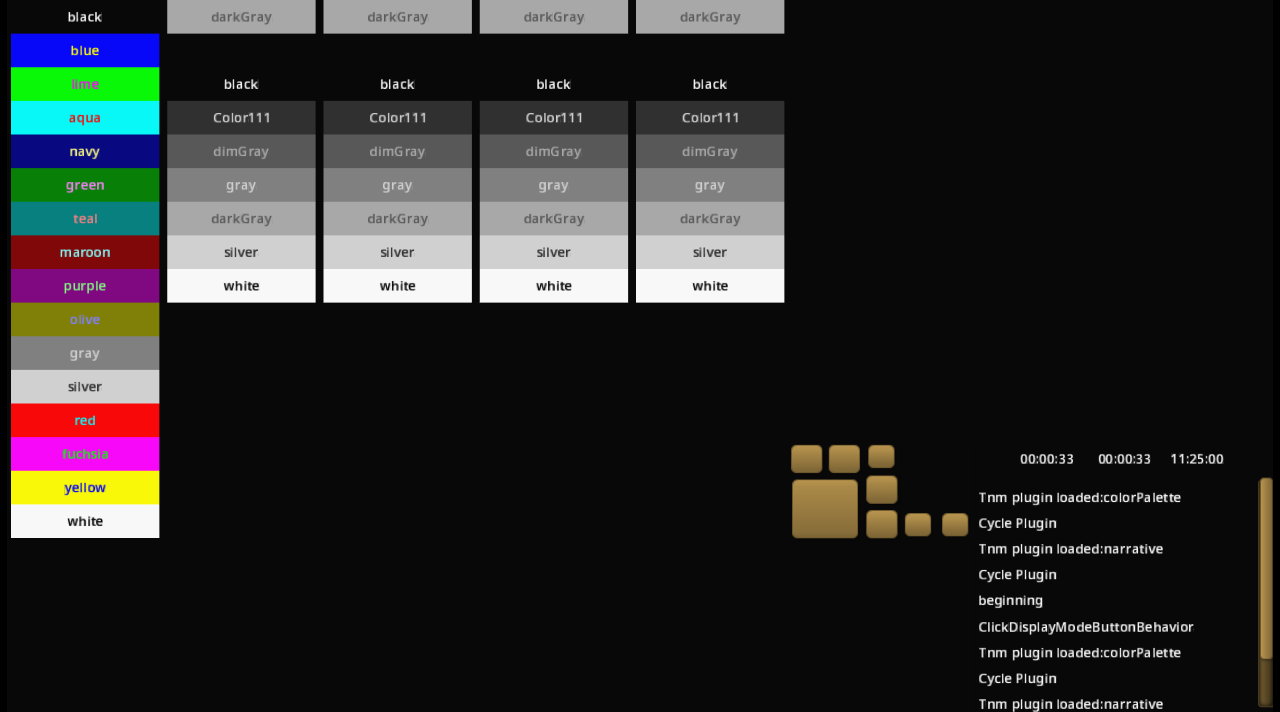 black darkGray darkGray darkGray darkGray
blue
lime black black black black
aqua Color111 Color111 Color111 Color111
navy dimGray dimGray dimGray dimGray
green gray gray gray gray
teal darkGray darkGray darkGray darkGray
maroon silver silver silver silver
purple white white white white
olive
gray
silver
red
fuchsia
yellow
white
00:00:33 00:00:33 11:25:00
Tnm plugin loaded:colorPalette
Cycle Plugin
Tnm plugin loaded:narrative
Cycle Plugin
beginning
ClickDisplayModeButtonBehavior
Tnm plugin loaded:colorPalette
Cycle Plugin
Tnm plugin loaded:narrative